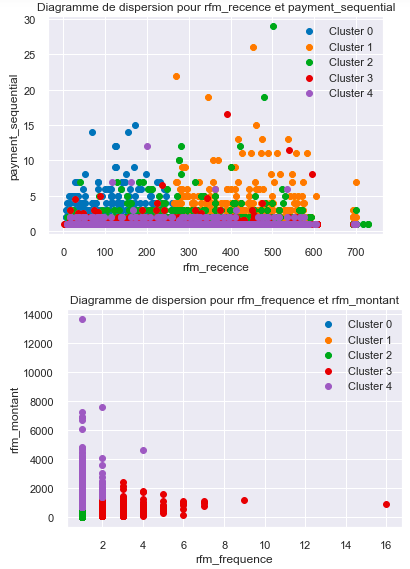 Diagramme de dispersion pour rfm_recence et payment_sequential
30
25
20
15
10
5
0
payment_sequential
Cluster 0
Cluster 1
Cluster 2
Cluster 3
Cluster 4
0 100 200 300 400 500 600 700
rfm_recence
Diagramme de dispersion pour rfm_frequence et rfm_montant
14000
12000
10000
8000
6000
4000
2000
0
rfm_montant
Cluster 0
Cluster 1
Cluster 2
Cluster 3
Cluster 4
2 4 6 8 10 12 14 16
rfm_frequence